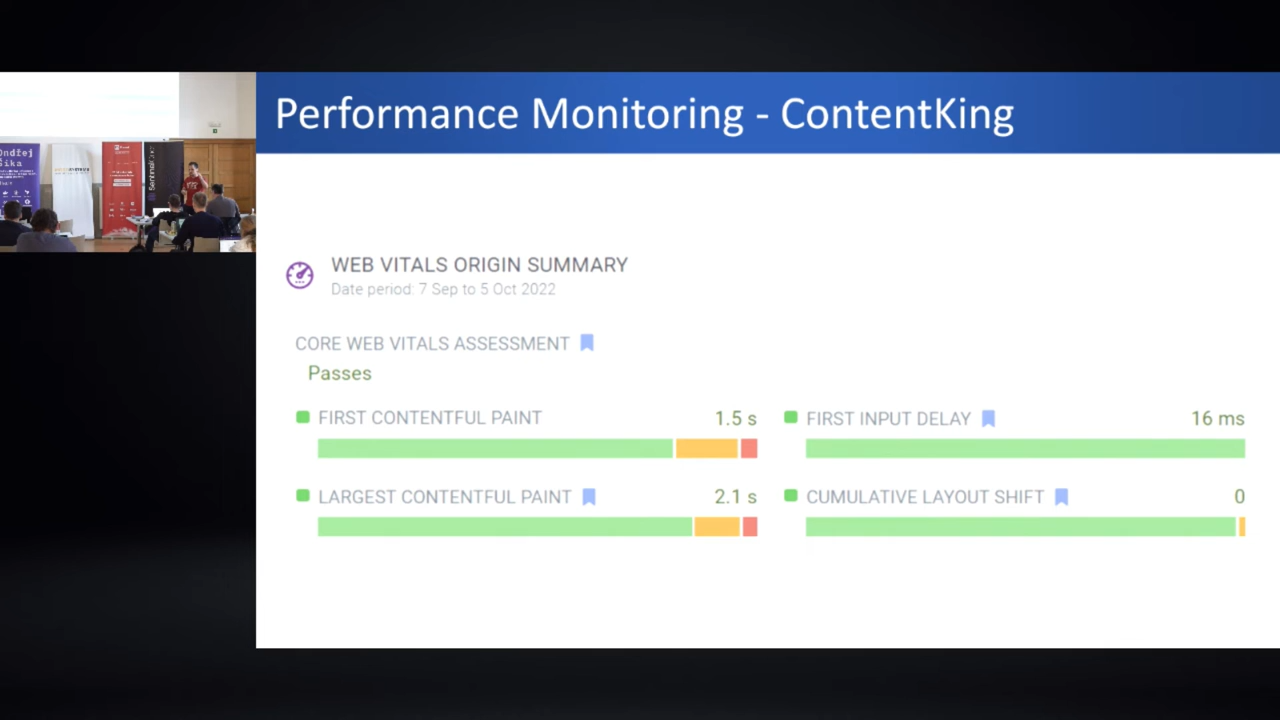 Performance Monitoring - ContentKing
WEB VITALS ORIGIN SUMMARY
Date period: 7 Sep to 5 Oct 2022
CORE WEB VITALS ASSESSMENT
Passes
FIRST CONTENTFUL PAINT 1.5 s
FIRST INPUT DELAY 16 ms
LARGEST CONTENTFUL PAINT 2.1 s
CUMULATIVE LAYOUT SHIFT 0
Ondřej
Šika